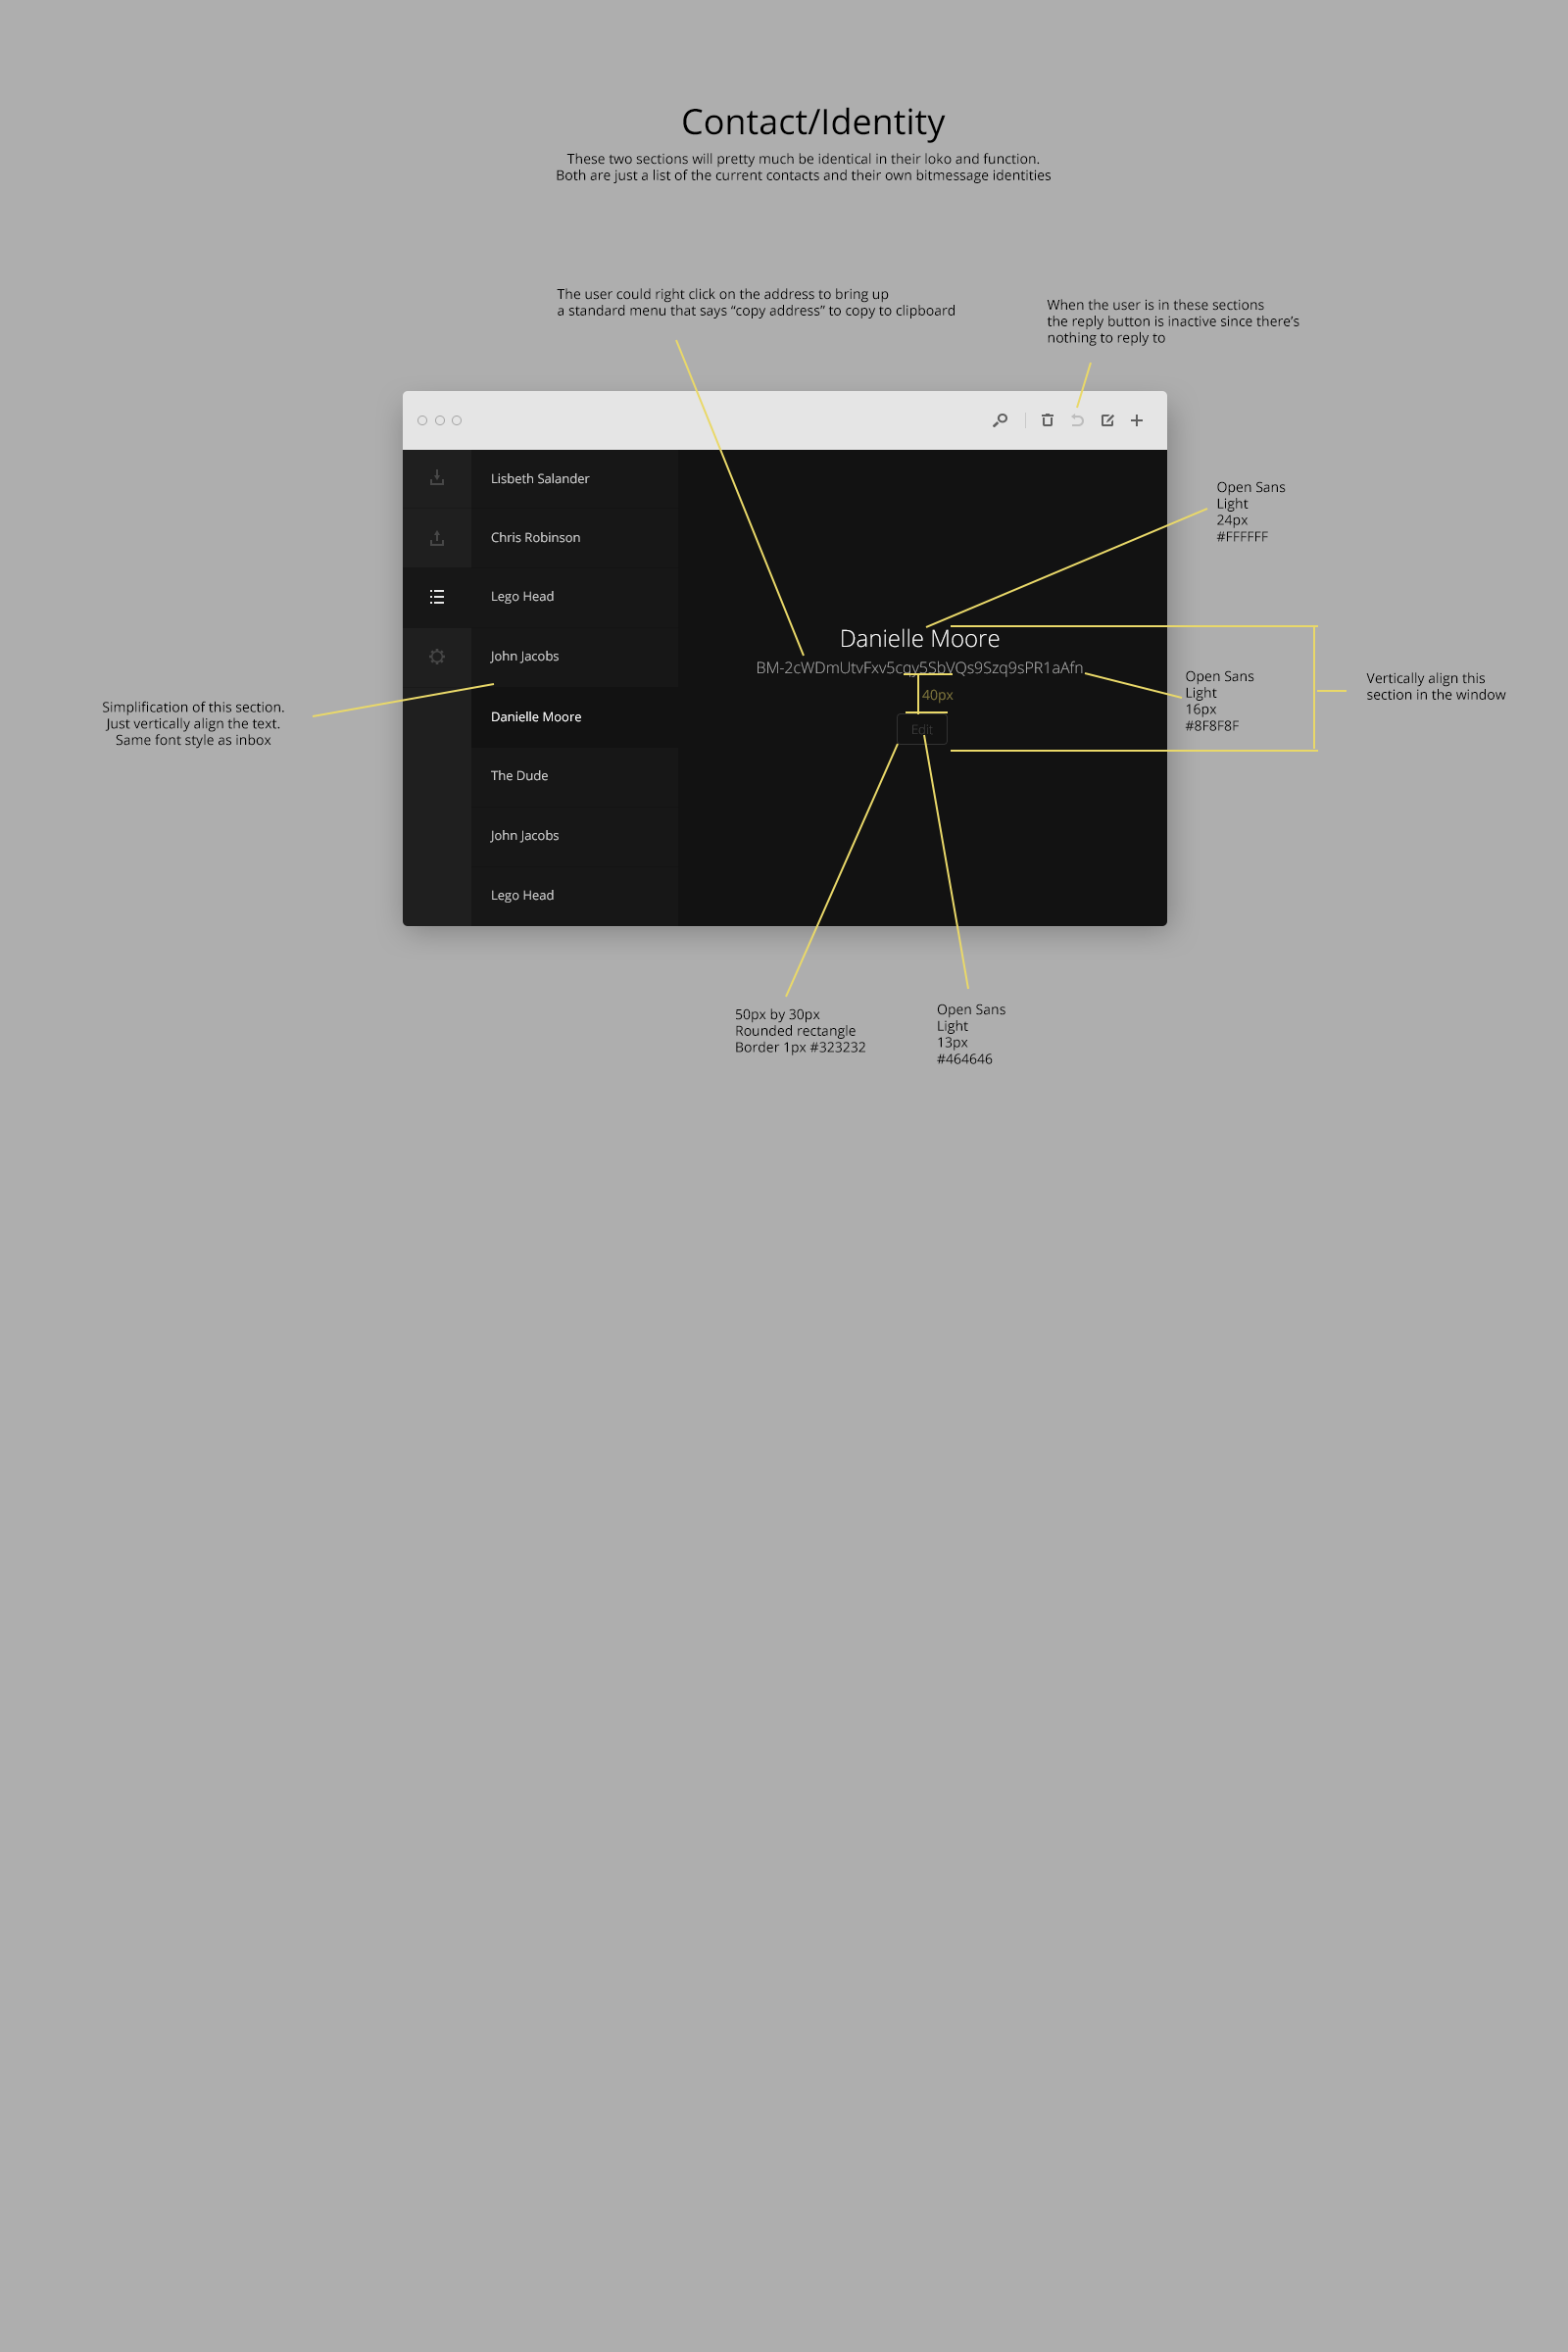 Contact/Identity
These two sections will pretty much be identical in their loko and function.
Both are just a list of the current contacts and their own bitmessage identities
The user could right click on the address to bring up
a standard menu that says “copy address” to copy to clipboard
When the user is in these sections
the reply button is inactive since there’s
nothing to reply to
Lisbeth Salander
Chris Robinson
Lego Head
John Jacobs
Danielle Moore
The Dude
John Jacobs
Lego Head
Danielle Moore
BM-2cWDmUtvFxv5cqy5SbVQs9Szq9sPR1aAfn
40px
Edit
Open Sans
Light
24px
#FFFFFF
Open Sans
Light
16px
#8F8F8F
Vertically align this
section in the window
Simplification of this section.
Just vertically align the text.
Same font style as inbox
50px by 30px
Rounded rectangle
Border 1px #323232
Open Sans
Light
13px
#464646